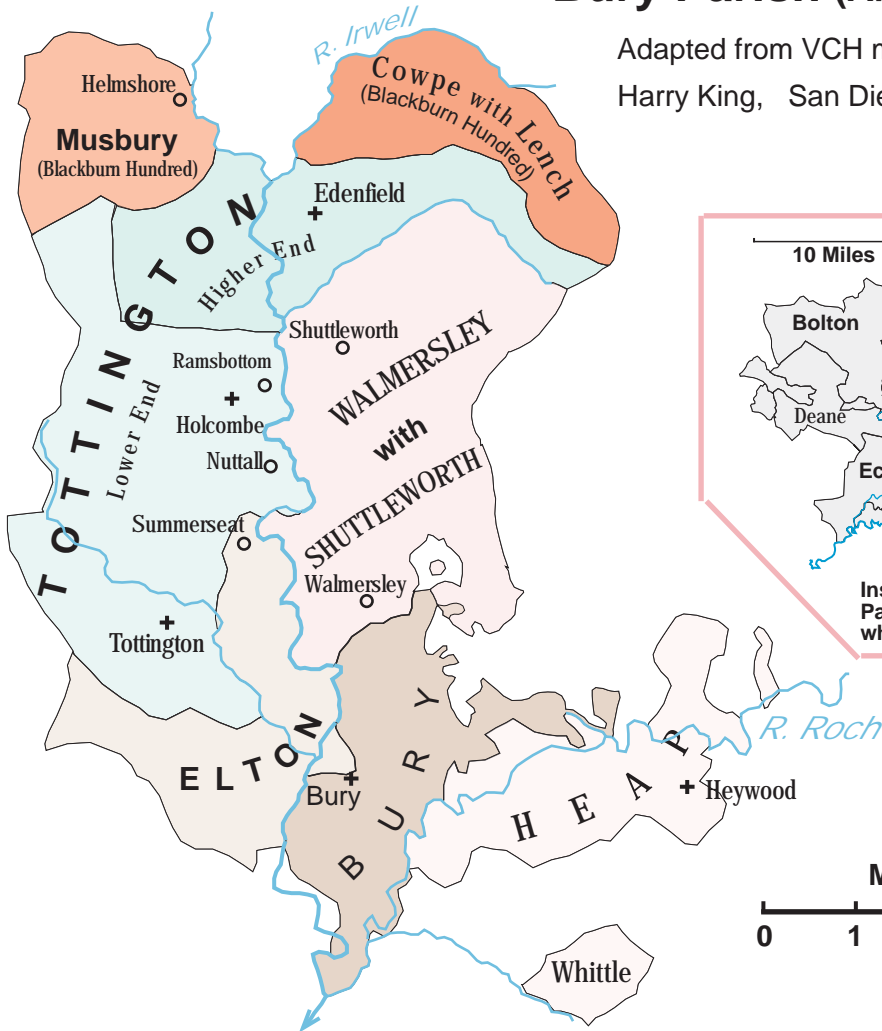 Bury Parish
Adapted from VCH
Harry King, San
R. Irwell
Cowpe with Lench
(Blackburn Hundred)
Helmshore
Musbury
(Blackburn Hundred)
Edenfield
TOTTINGTON
Higher End
Lower End
10 Miles
Bolton
Deane
Shuttleworth
Ramsbottom
Holcombe
Nuttall
WALMERSLEY
with
SHUTTLEWORTH
Summerseat
Walmersley
Tottington
ELTON
Bury
BURY
HEAP
Heywood
R. Roch
Whittle
0 1